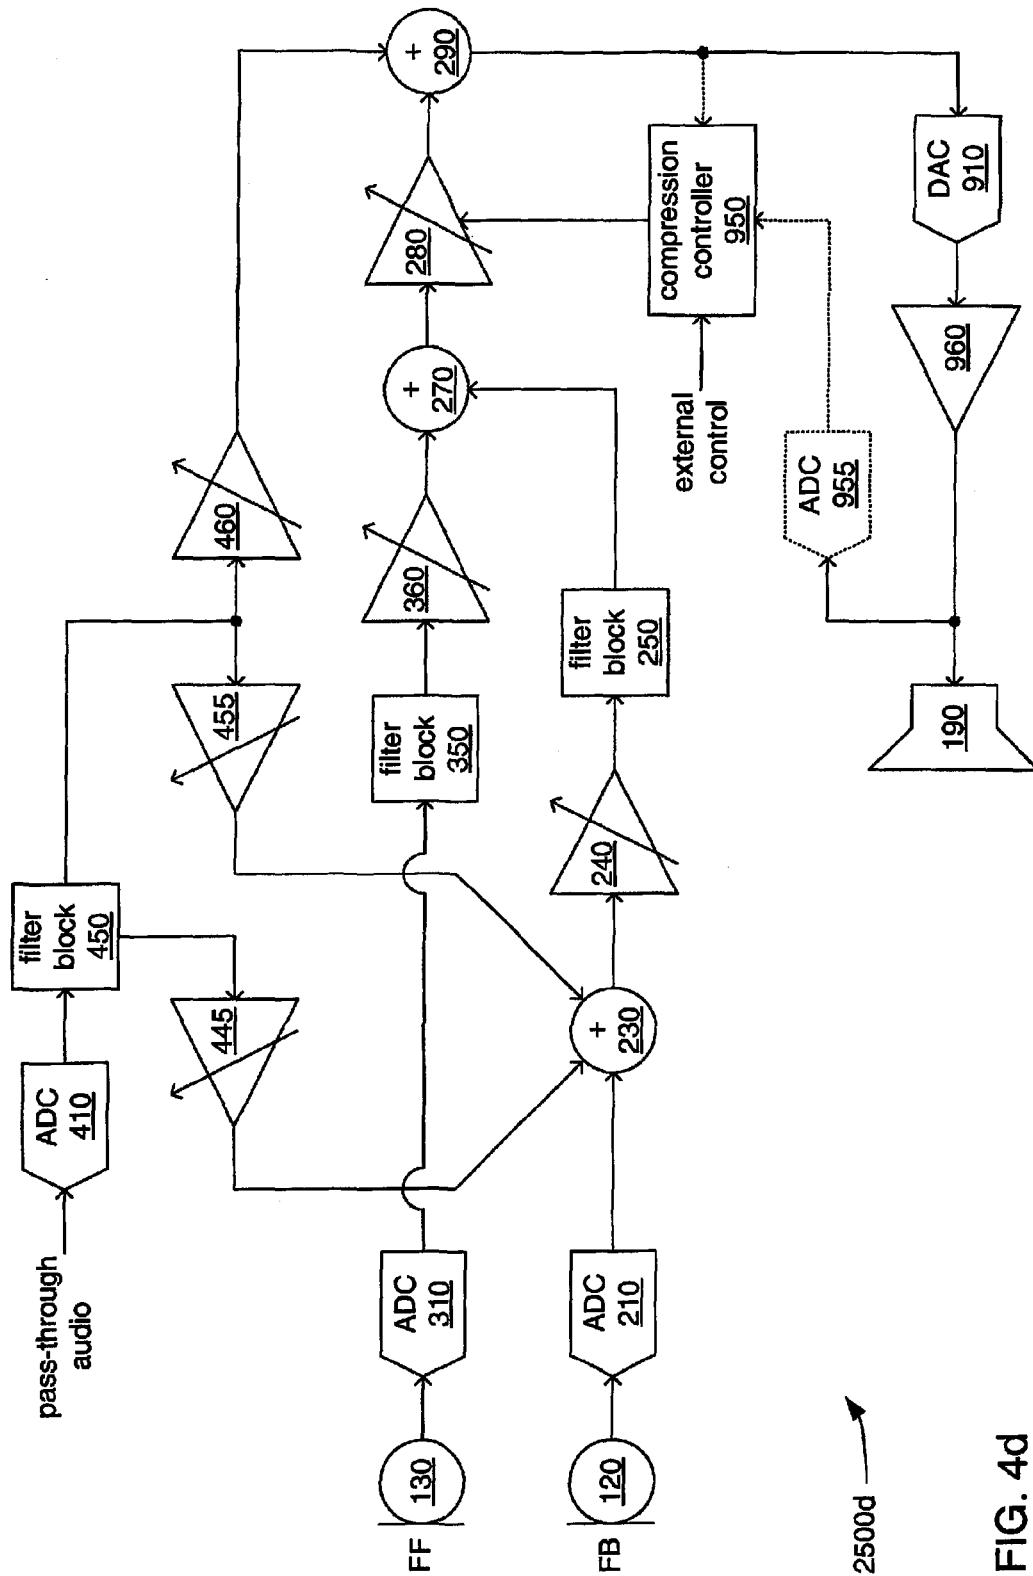 pass-through
audio
ADC
410
filter
block
450
445
455
460
FF
130
ADC
310
filter
block
350
360
+
270
280
+
290
FB
120
ADC
210
+
230
240
filter
block
250
external
control
compression
controller
950
ADC
955
190
960
DAC
910
2500d
FIG. 4d